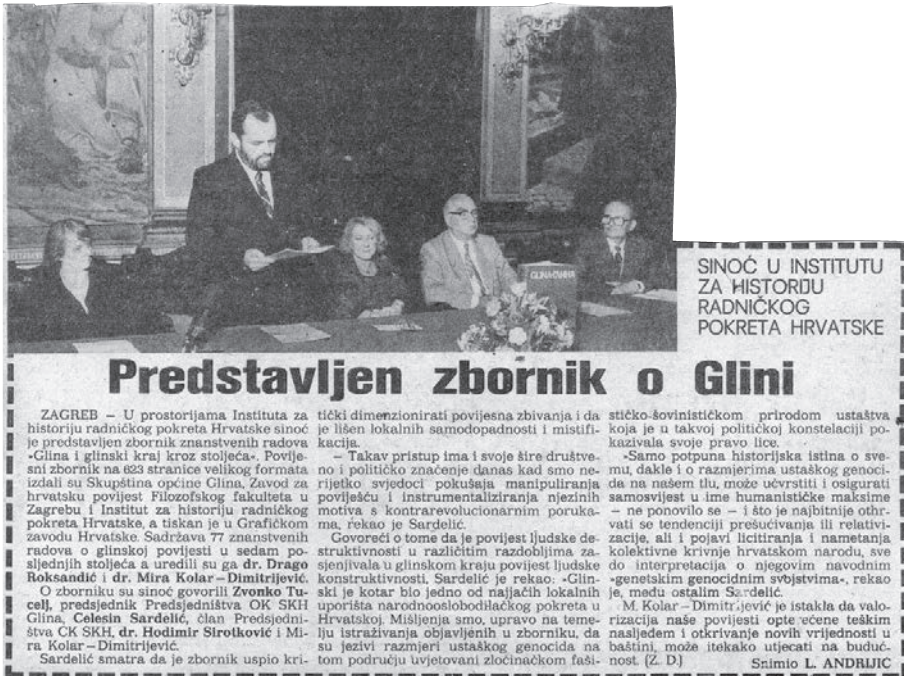 SINOĆ U INSTITUTU
ZA HISTORIJU
RADNIČKOG
POKRETA HRVATSKE
Predstavljen zbornik o Glini
ZAGREB – U prostorijama Instituta za
historiju radničkog pokreta Hrvatske sinoć
je predstavljen zbornik znanstvenih radova
»Glina i glinski kraj kroz stoljeća«. Povije-
sni zbornik na 623 stranice velikog formata
izdali su Skupština općine Glina, Zavod za
hrvatsku povijest Filozofskog fakulteta u
Zagrebu i Institut za historiju radničkog
pokreta Hrvatske, a tiskan je u Grafičkom
zavodu Hrvatske. Sadržava 77 znanstvenih
radova o glinskoj povijesti u sedam po-
sljednjih stoljeća a uredili su ga dr. Drago
Roksandić i dr. Mira Kolar–Dimitrijević.
O zborniku su sinoć govorili Zvonko Tu-
celj, predsjednik Predsjedništva OK SKH
Glina, Celesin Sardelić, član Predsjedni-
štva CK SKH, dr. Hodimir Sirotković i Mi-
ra Kolar–Dimitrijević.
Sardelić smatra da je zbornik uspio kri-
tički dimenzionirati povijesna zbivanja i da
je lišen lokalnih samodopadnosti i mistifi-
kacija.
– Takav pristup ima i svoje šire društve-
no i političko značenje danas kad smo ne-
rijetko svjedoci pokušaja manipuliranja
poviješću i instrumentaliziranja njezinih
motiva s kontrarevolucionarnim poruka-
ma, rekao je Sardelić.
Govoreći o tome da je povijest ljudske de-
struktivnosti u različitim razdobljima za-
sjenjivala u glinskom kraju povijest ljudske
konstruktivnosti, Sardelić je rekao: »Glin-
ski je kotar bio jedno od najjačih lokalnih
uporišta narodnooslobodilačkog pokreta u
Hrvatskoj. Mišljenja smo, upravo na teme-
lju istraživanja objavljenih u zborniku, da
su jezivi razmjeri ustaškog genocida na
tom području uvjetovani zločinačkom faši-
stičko-šovinističkom prirodom ustaštva
koja je u takvoj političkoj konstelaciji po-
kazivala svoje pravo lice.
»Samo potpuna historijska istina o sve-
mu, dakle i o razmjerima ustaškog genoci-
da na našem tlu, može učvrstiti i osigurati
samosvijest u ime humanističke maksime
– ne ponovilo se – i što je najbitnije othr-
vati se tendenciji prešućivanja ili relativi-
zacije, ali i pojavi licitiranja i nametanja
kolektivne krivnje hrvatskom narodu, sve
do interpretacija o njegovim navodnim
»genetskim genocidnim svojstvima«, rekao
je, među ostalim Sardelić.
M. Kolar–Dimitrijević je istakla da valo-
rizacija naše povijesti opterećene teškim
nasljeđem i otkrivanje novih vrijednosti u
baštini, može itekako utjecati na buduć-
nost. (Z. D.)
Snimio L. ANDRIJIĆ